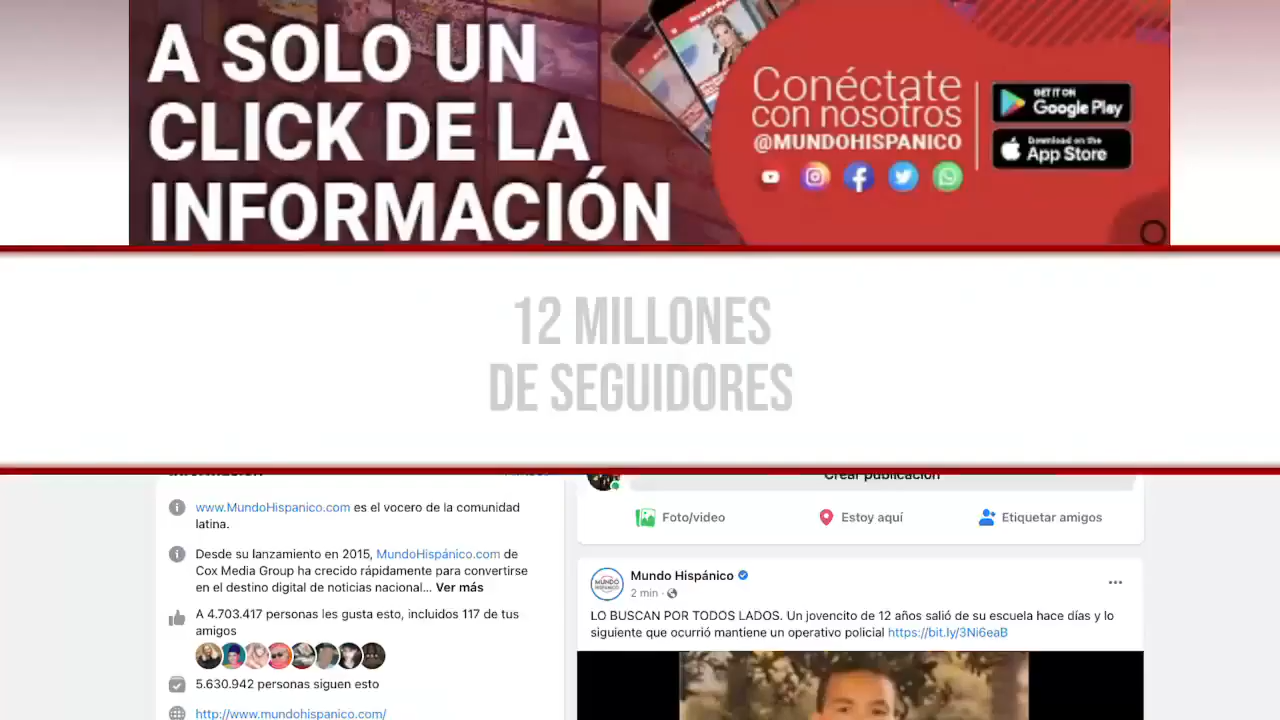 A SOLO UN
CLICK DE LA
INFORMACIÓN
Conéctate
con nosotros
@MUNDOHISPANICO
GET IT ON
Google Play
Download on the
App Store
12 MILLONES
DE SEGUIDORES
Crear publicación
www.MundoHispanico.com es el vocero de la comunidad
latina.
Desde su lanzamiento en 2015, MundoHispánico.com de
Cox Media Group ha crecido rápidamente para convertirse
en el destino digital de noticias nacional... Ver más
A 4.703.417 personas les gusta esto, incluidos 117 de tus
amigos
5.630.942 personas siguen esto
http://www.mundohispanico.com/
Foto/video
Estoy aquí
Etiquetar amigos
MUNDO
HISPÁNICO
Mundo Hispánico
2 min ·
LO BUSCAN POR TODOS LADOS. Un jovencito de 12 años salió de su escuela hace días y lo
siguiente que ocurrió mantiene un operativo policial https://bit.ly/3Ni6eaB